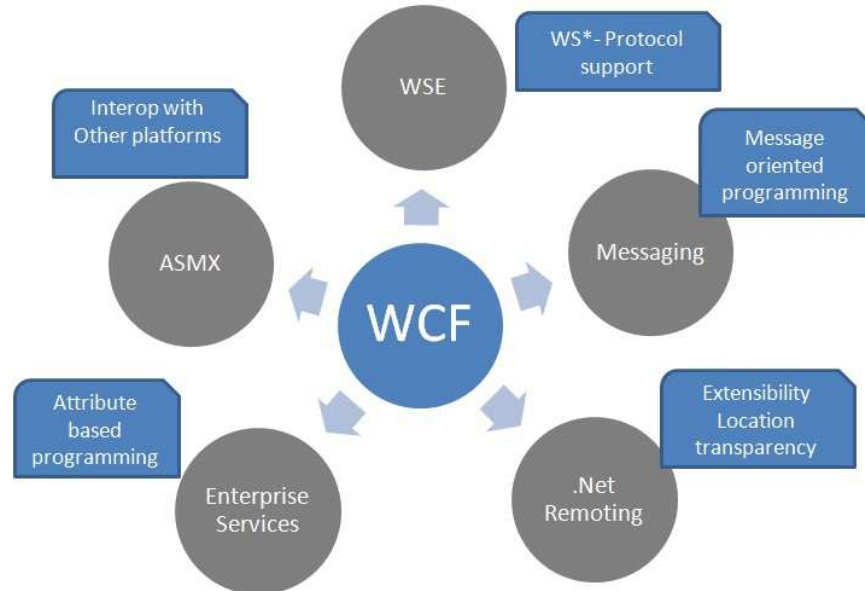 WS*- Protocol
support
WSE
Interop with
Other platforms
Message
oriented
programming
ASMX
Messaging
WCF
Attribute
based
programming
Extensibility
Location
transparency
Enterprise
Services
.Net
Remoting